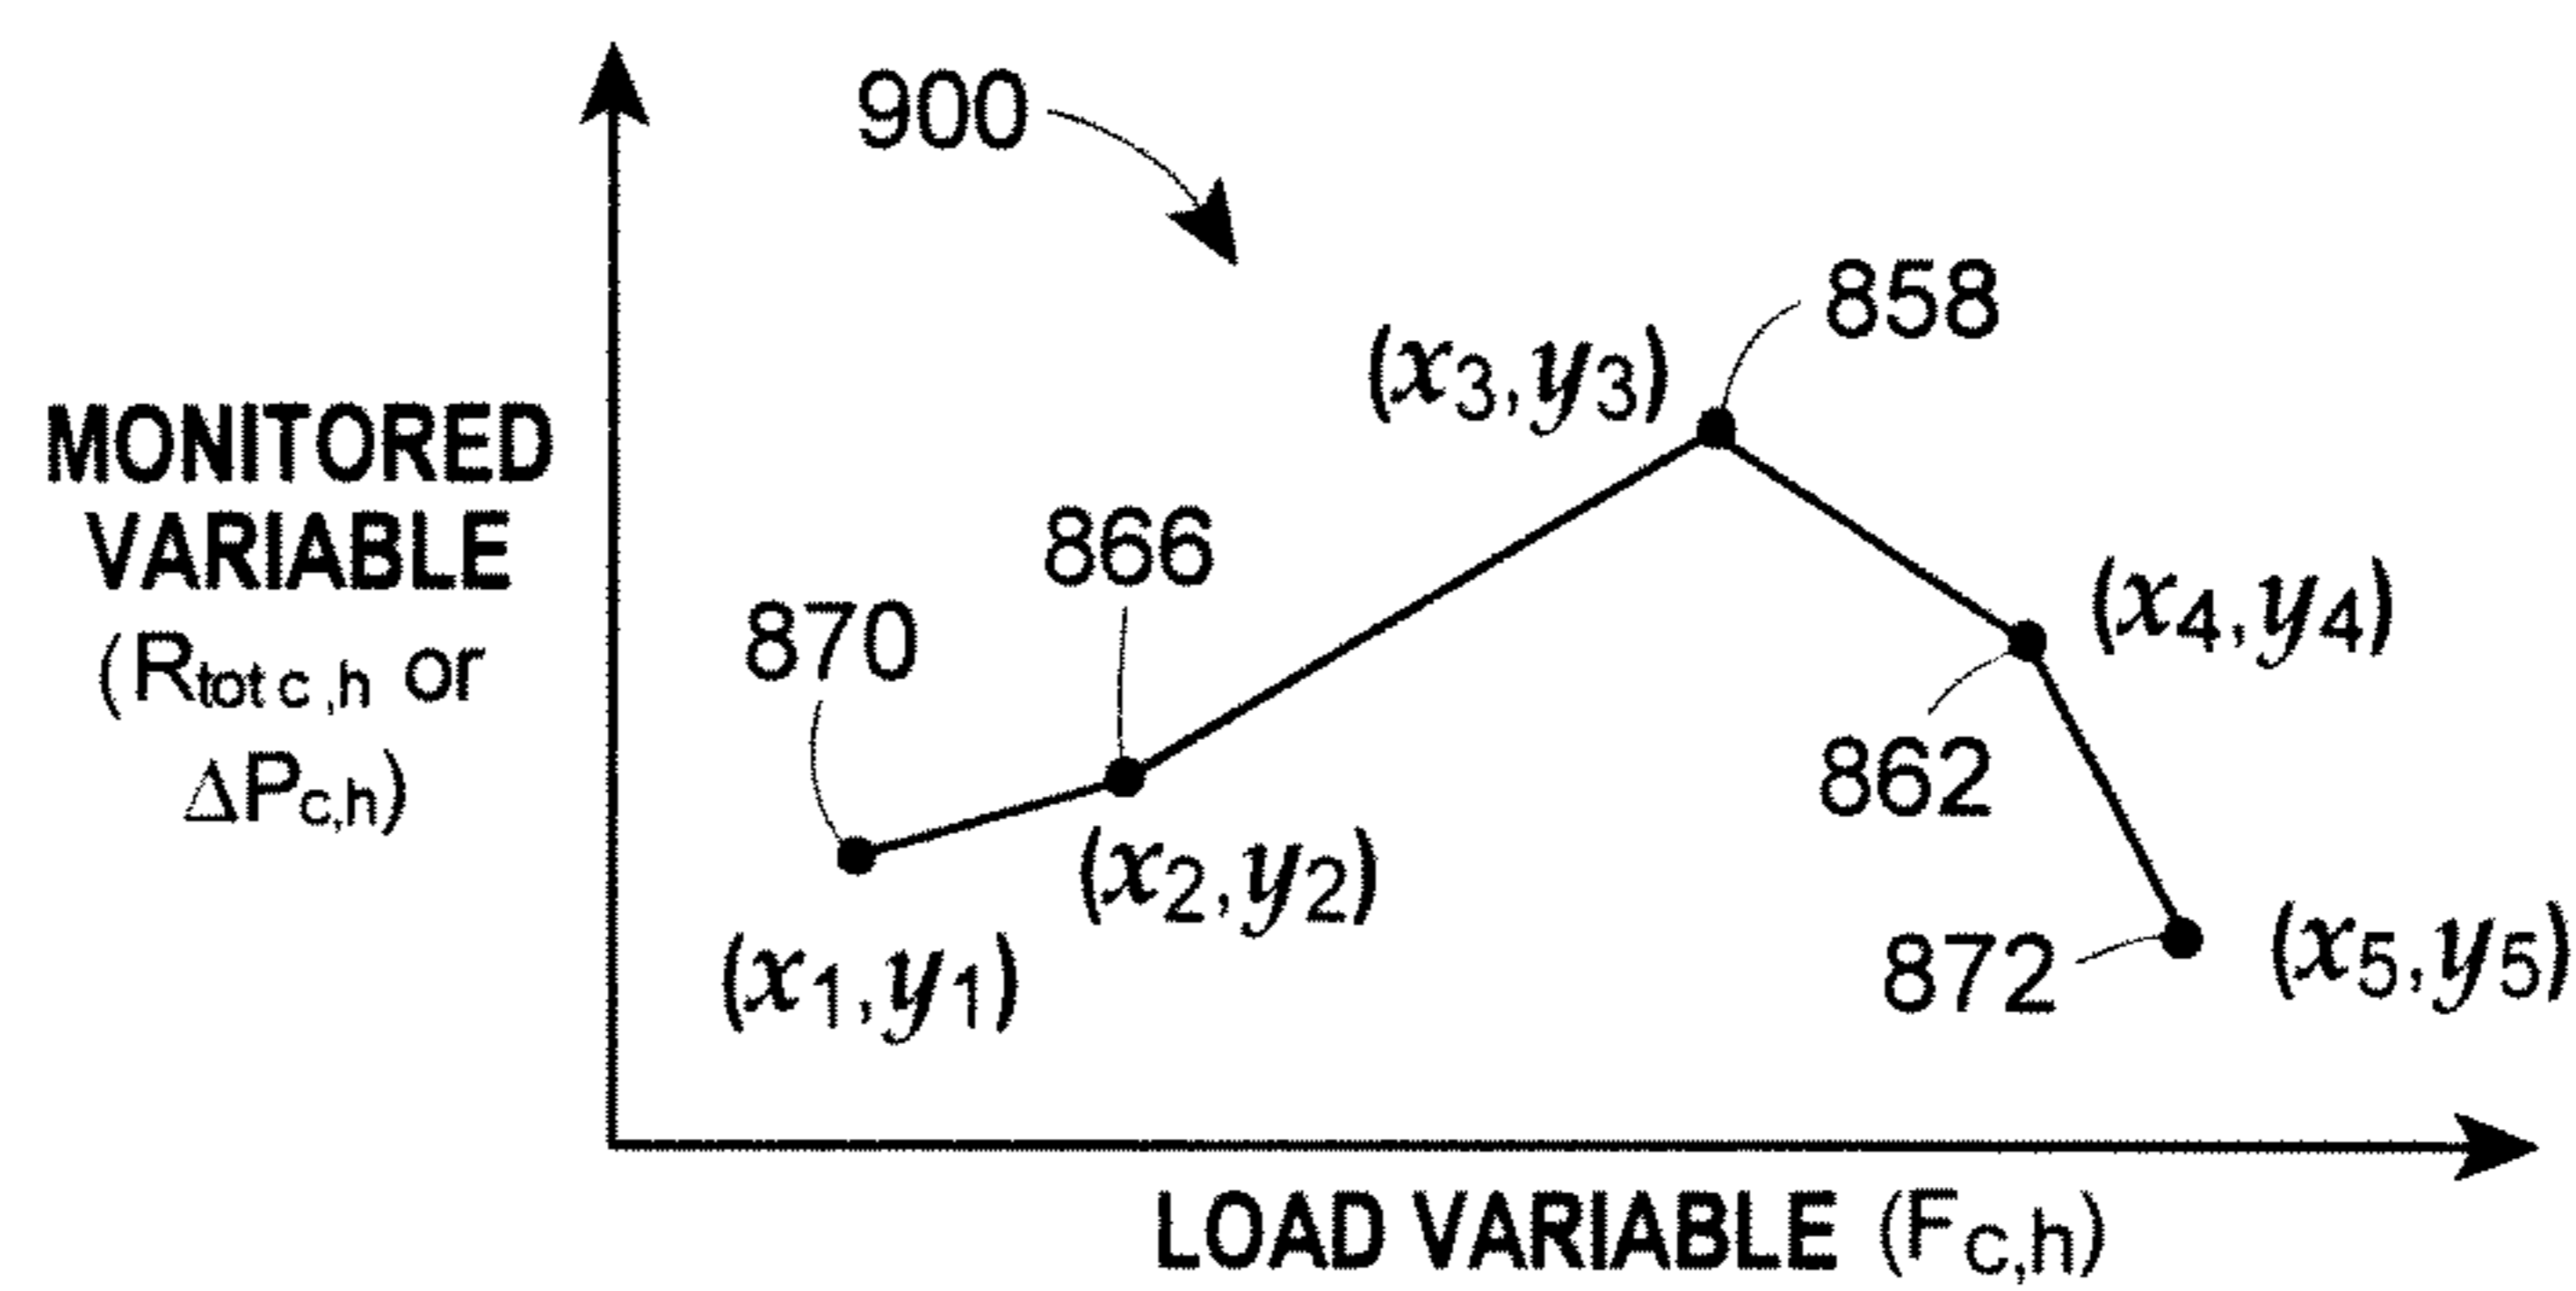 900
858
(x3,y3)
MONITORED
VARIABLE
(Rtot c,h or
ΔPc,h)
866
870
(x4,y4)
862
(x2,y2)
(x1,y1)
872
(x5,y5)
LOAD VARIABLE (Fc,h)